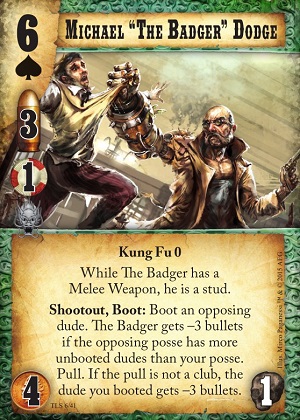 6
MICHAEL "THE BADGER" DODGE
3
1
Kung Fu 0
While The Badger has a
Melee Weapon, he is a stud.
Shootout, Boot: Boot an opposing
dude. The Badger gets –3 bullets
if the opposing posse has more
unbooted dudes than your posse.
Pull. If the pull is not a club, the
dude you booted gets –3 bullets.
4
1